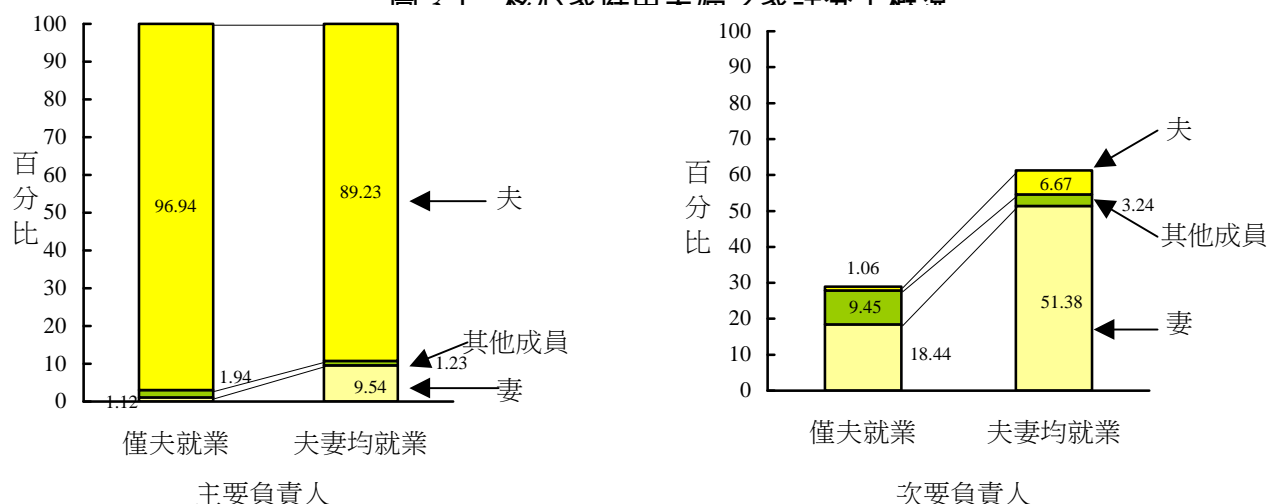 100
90
80
70
60
50
40
30
20
10
0
百分比
96.94
1.94
1.12
89.23
1.23
9.54
夫
其他成員
妻
僅夫就業
夫妻均就業
主要負責人
100
90
80
70
60
50
40
30
20
10
0
百分比
1.06
9.45
18.44
6.67
3.24
51.38
夫
其他成員
妻
僅夫就業
夫妻均就業
次要負責人